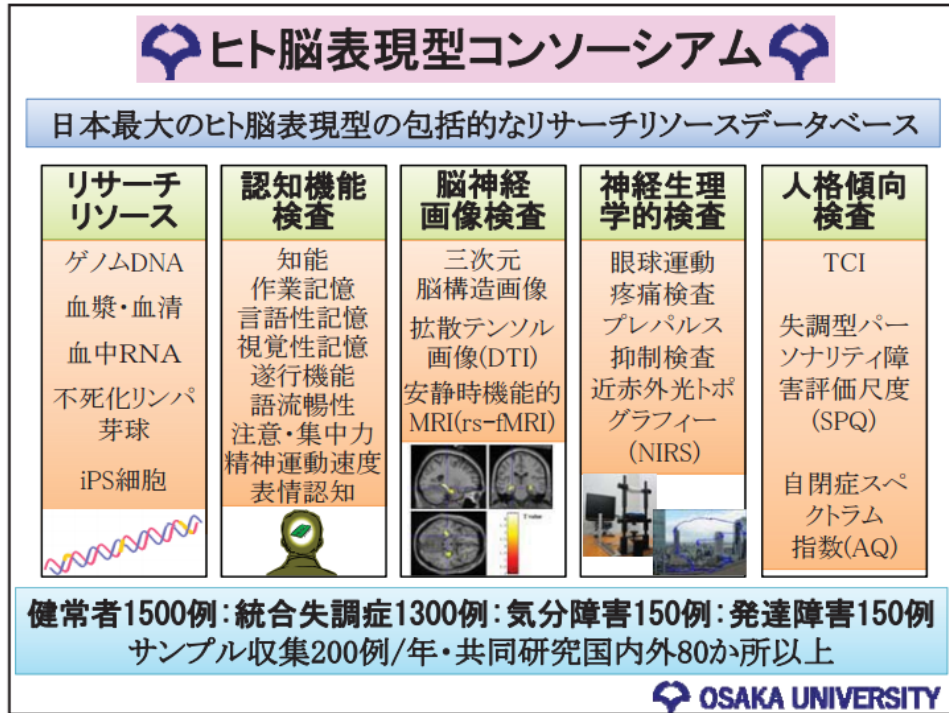 ヒト脳表現型コンソーシアム
日本最大のヒト脳表現型の包括的なリサーチリソースデータベース
リサーチ
リソース
ゲノムDNA
血漿・血清
血中RNA
不死化リンパ
芽球
iPS細胞
認知機能
検査
知能
作業記憶
言語性記憶
視覚性記憶
遂行機能
語流暢性
注意・集中力
精神運動速度
表情認知
脳神経
画像検査
三次元
脳構造画像
拡散テンソル
画像(DTI)
安静時機能的
MRI(rs-fMRI)
神経生理
学的検査
眼球運動
疼痛検査
プレパルス
抑制検査
近赤外光トポ
グラフィー
(NIRS)
人格傾向
検査
TCI
失調型パー
ソナリティ障
害評価尺度
(SPQ)
自閉症スペ
クトラム
指数(AQ)
健常者1500例:統合失調症1300例:気分障害150例:発達障害150例
サンプル収集200例/年・共同研究国内外80か所以上
OSAKA UNIVERSITY